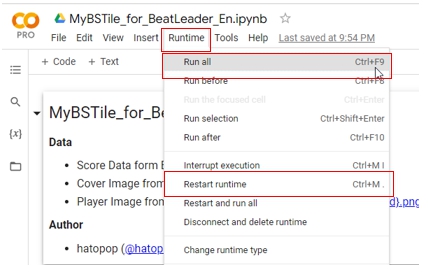 CO MyBSTile_for_BeatLeader_En.ipynb
PRO File Edit View Insert Runtime Tools Help Last saved at 9:54 PM
+ Code + Text
Run all Ctrl+F9
Run before Ctrl+F8
Run the focused cell Ctrl+Enter
Run selection Ctrl+Shift+Enter
Run after Ctrl+F10
Interrupt execution Ctrl+M I
Restart runtime Ctrl+M .
Restart and run all
Disconnect and delete runtime
Change runtime type
{x}
MyBSTile_for_Be
Data
Score Data form B
Cover Image from
Player Image from d}.png
Author
hatopop (@hatop